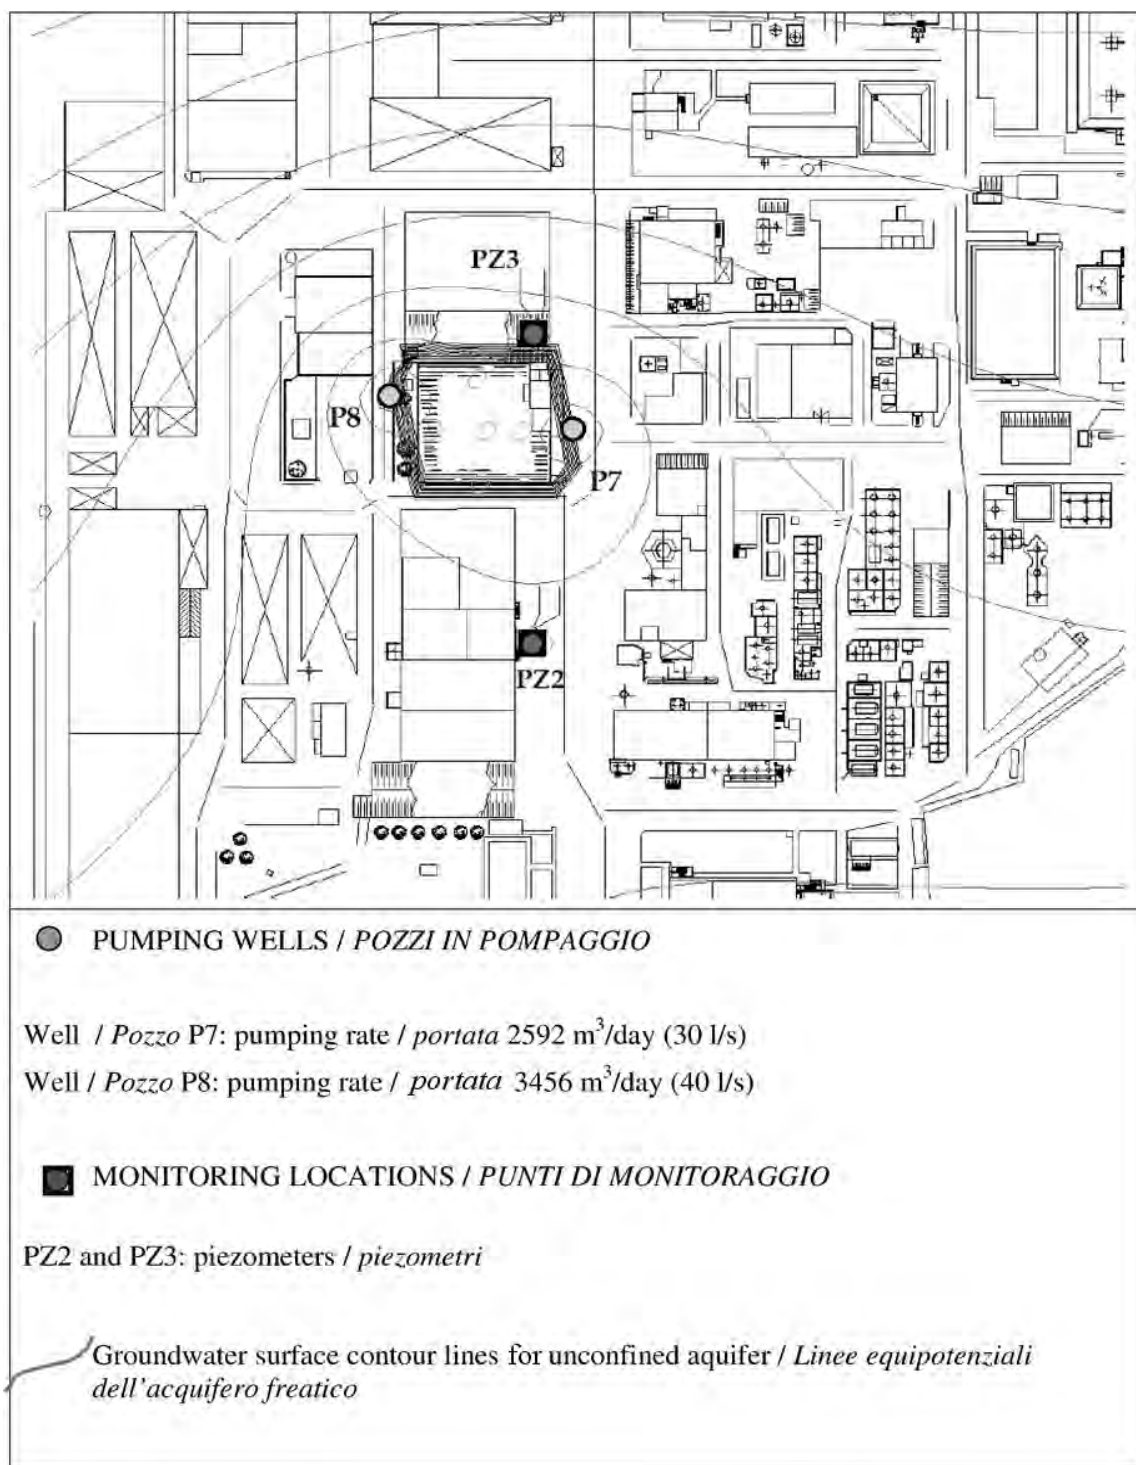 PZ3
P8
P7
PZ2
PUMPING WELLS / POZZI IN POMPAGGIO
Well / Pozzo P7: pumping rate / portata 2592 m³/day (30 l/s)
Well / Pozzo P8: pumping rate / portata 3456 m³/day (40 l/s)
MONITORING LOCATIONS / PUNTI DI MONITORAGGIO
PZ2 and PZ3: piezometers / piezometri
Groundwater surface contour lines for unconfined aquifer / Linee equipotenziali
dell'acquifero freatico